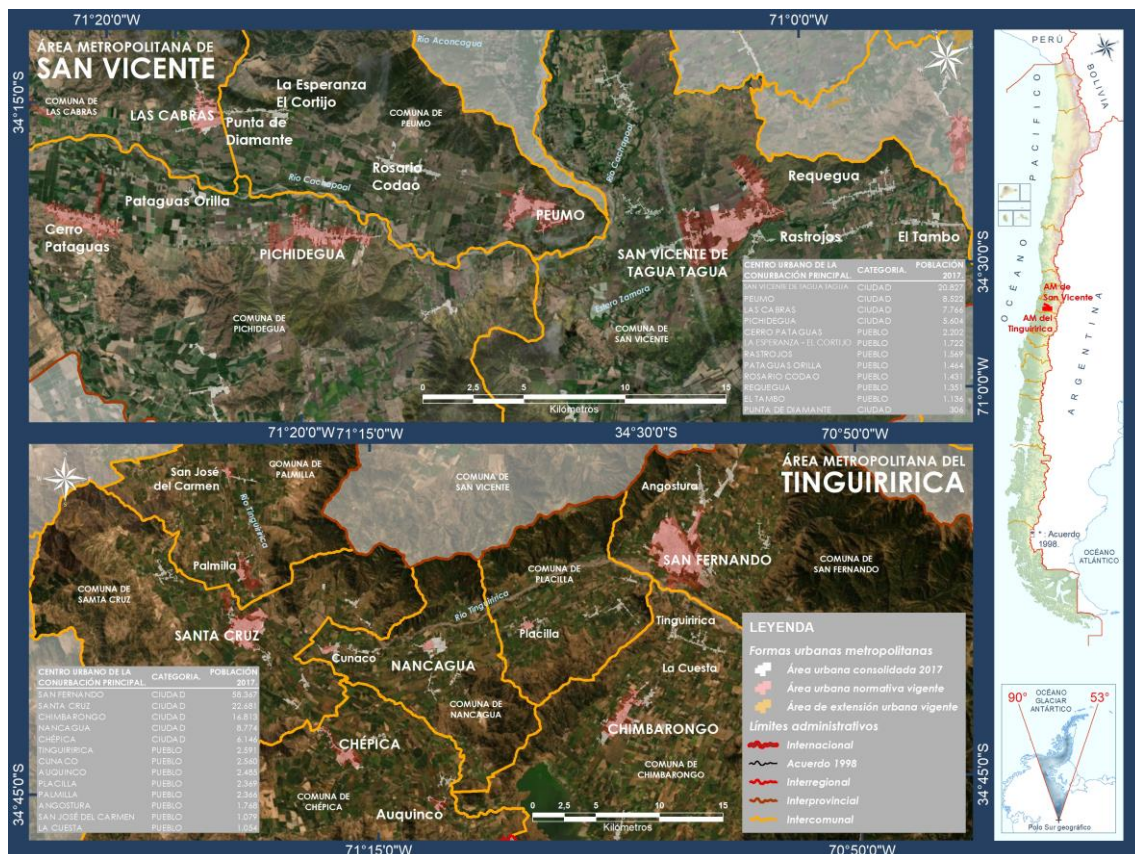 71°20'0"W
71°0'0"W
ÁREA METROPOLITANA DE
SAN VICENTE
34°15'0"S
COMUNA DE
LAS CABRAS
LAS CABRAS
La Esperanza
El Cortijo
Punta de
Diamante
COMUNA DE
PEUMO
Río Aconcagua
Río Cachapoal
Río Cachapoal
Rosario
Codao
Pataguas Orilla
Cerro
Pataguas
PICHIDEGUA
PEUMO
Requegua
Rastrojos
El Tambo
SAN VICENTE DE
TAGUA TAGUA
Estero Zamora
COMUNA DE
PICHIDEGUA
COMUNA DE
SAN VICENTE
34°30'0"S
71°0'0"W
0 2,5 5 10 15
Kilómetros
CENTRO URBANO DE LA CONURBACIÓN PRINCIPAL. CATEGORIA. POBLACIÓN 2017.
SAN VICENTE DE TAGUA TAGUA CIUDAD 20.827
PEUMO CIUDAD 8.522
LAS CABRAS CIUDAD 7.766
PICHIDEGUA CIUDAD 5.604
CERRO PATAGUAS PUEBLO 2.202
LA ESPERANZA - EL CORTIJO PUEBLO 1.722
RASTROJOS PUEBLO 1.569
PATAGUAS ORILLA PUEBLO 1.464
ROSARIO CODAO PUEBLO 1.431
REQUEGUA PUEBLO 1.351
EL TAMBO PUEBLO 1.136
PUNTA DE DIAMANTE CIUDAD 306
71°20'0"W
71°15'0"W
34°30'0"S
70°50'0"W
ÁREA METROPOLITANA DEL
TINGUIRIRICA
San José
del Carmen
COMUNA DE
PALMILLA
COMUNA DE
SAN VICENTE
Angostura
Río Tinguiririca
Palmilla
COMUNA DE
SAMTA CRUZ
SANTA CRUZ
SAN FERNANDO
COMUNA DE
PLACILLA
COMUNA DE
SAN FERNANDO
Río Tinguiririca
Cunaco
NANCAGUA
Placilla
Tinguiririca
La Cuesta
COMUNA DE
NANCAGUA
CHÉPICA
CHIMBARONGO
COMUNA DE
CHIMBARONGO
COMUNA DE
CHÉPICA
Auquinco
0 2,5 5 10 15
Kilómetros
CENTRO URBANO DE LA CONURBACIÓN PRINCIPAL. CATEGORIA. POBLACIÓN 2017.
SAN FERNANDO CIUDAD 58.367
SANTA CRUZ CIUDAD 22.681
CHIMBARONGO CIUDAD 16.813
NANCAGUA CIUDAD 8.774
CHÉPICA CIUDAD 6.146
TINGUIRIRICA PUEBLO 2.591
CUNACO PUEBLO 2.560
AUQUINCO PUEBLO 2.485
PLACILLA PUEBLO 2.369
PALMILLA PUEBLO 2.366
ANGOSTURA PUEBLO 1.768
SAN JOSÉ DEL CARMEN PUEBLO 1.079
LA CUESTA PUEBLO 1.054
LEYENDA
Formas urbanas metropolitanas
Área urbana consolidada 2017
Área urbana normativa vigente
Área de extensión urbana vigente
Límites administrativos
Internacional
Acuerdo 1998
Interregional
Interprovincial
Intercomunal
34°45'0"S
34°45'0"S
71°15'0"W
70°50'0"W
PERÚ
BOLIVIA
OCÉANO PACIFICO
ARGENTINA
AM de
San Vicente
AM del
Tinguiririca
* : Acuerdo
1998.
OCÉANO
ATLÁNTICO
90°
OCÉANO
GLACIAR
ANTÁRTICO
53°
Polo Sur geográfico